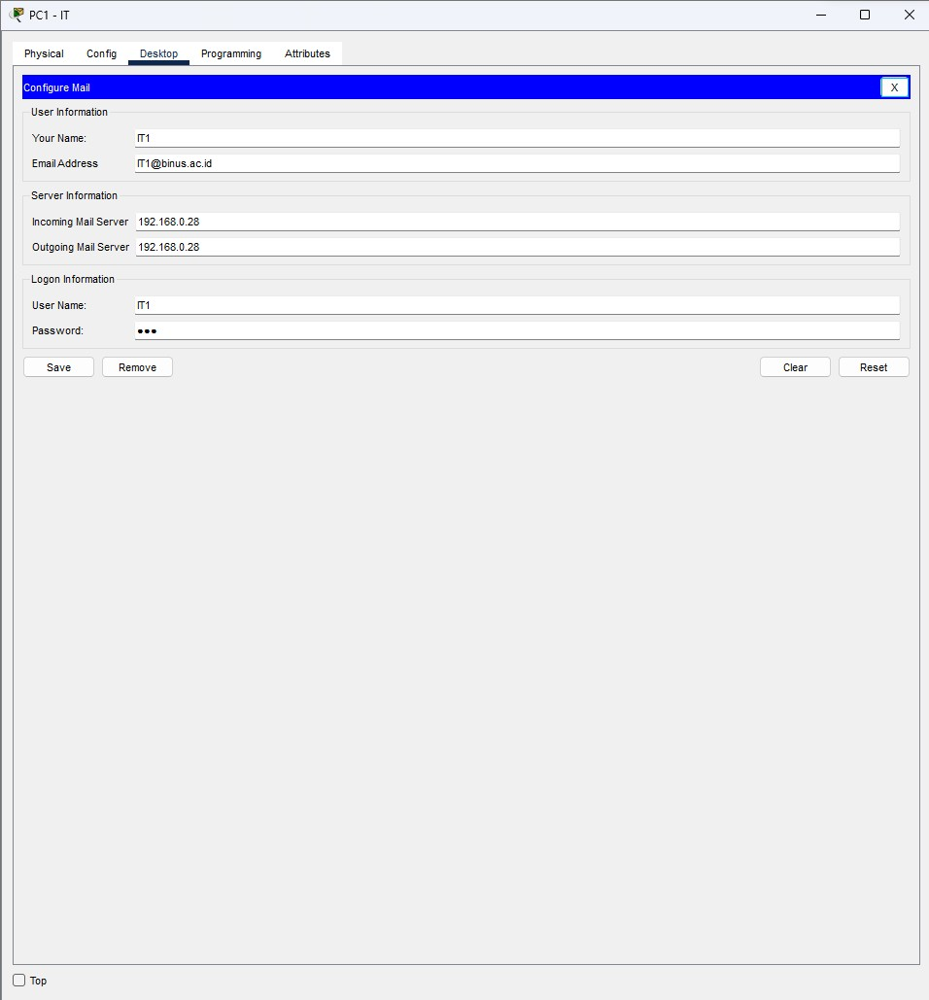 PC1 - IT
Physical Config Desktop Programming Attributes
Configure Mail X
User Information
Your Name: IT1
Email Address IT1@binus.ac.id
Server Information
Incoming Mail Server 192.168.0.28
Outgoing Mail Server 192.168.0.28
Logon Information
User Name: IT1
Password: •••
Save Remove Clear Reset
Top